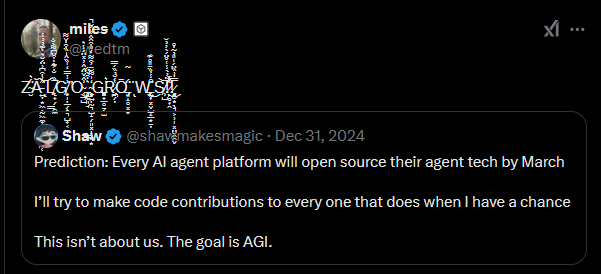 miles
ZALGO GROWS
Shaw @shawmakesmagic · Dec 31, 2024
Prediction: Every AI agent platform will open source their agent tech by March
I'll try to make code contributions to every one that does when I have a chance
This isn't about us. The goal is AGI.